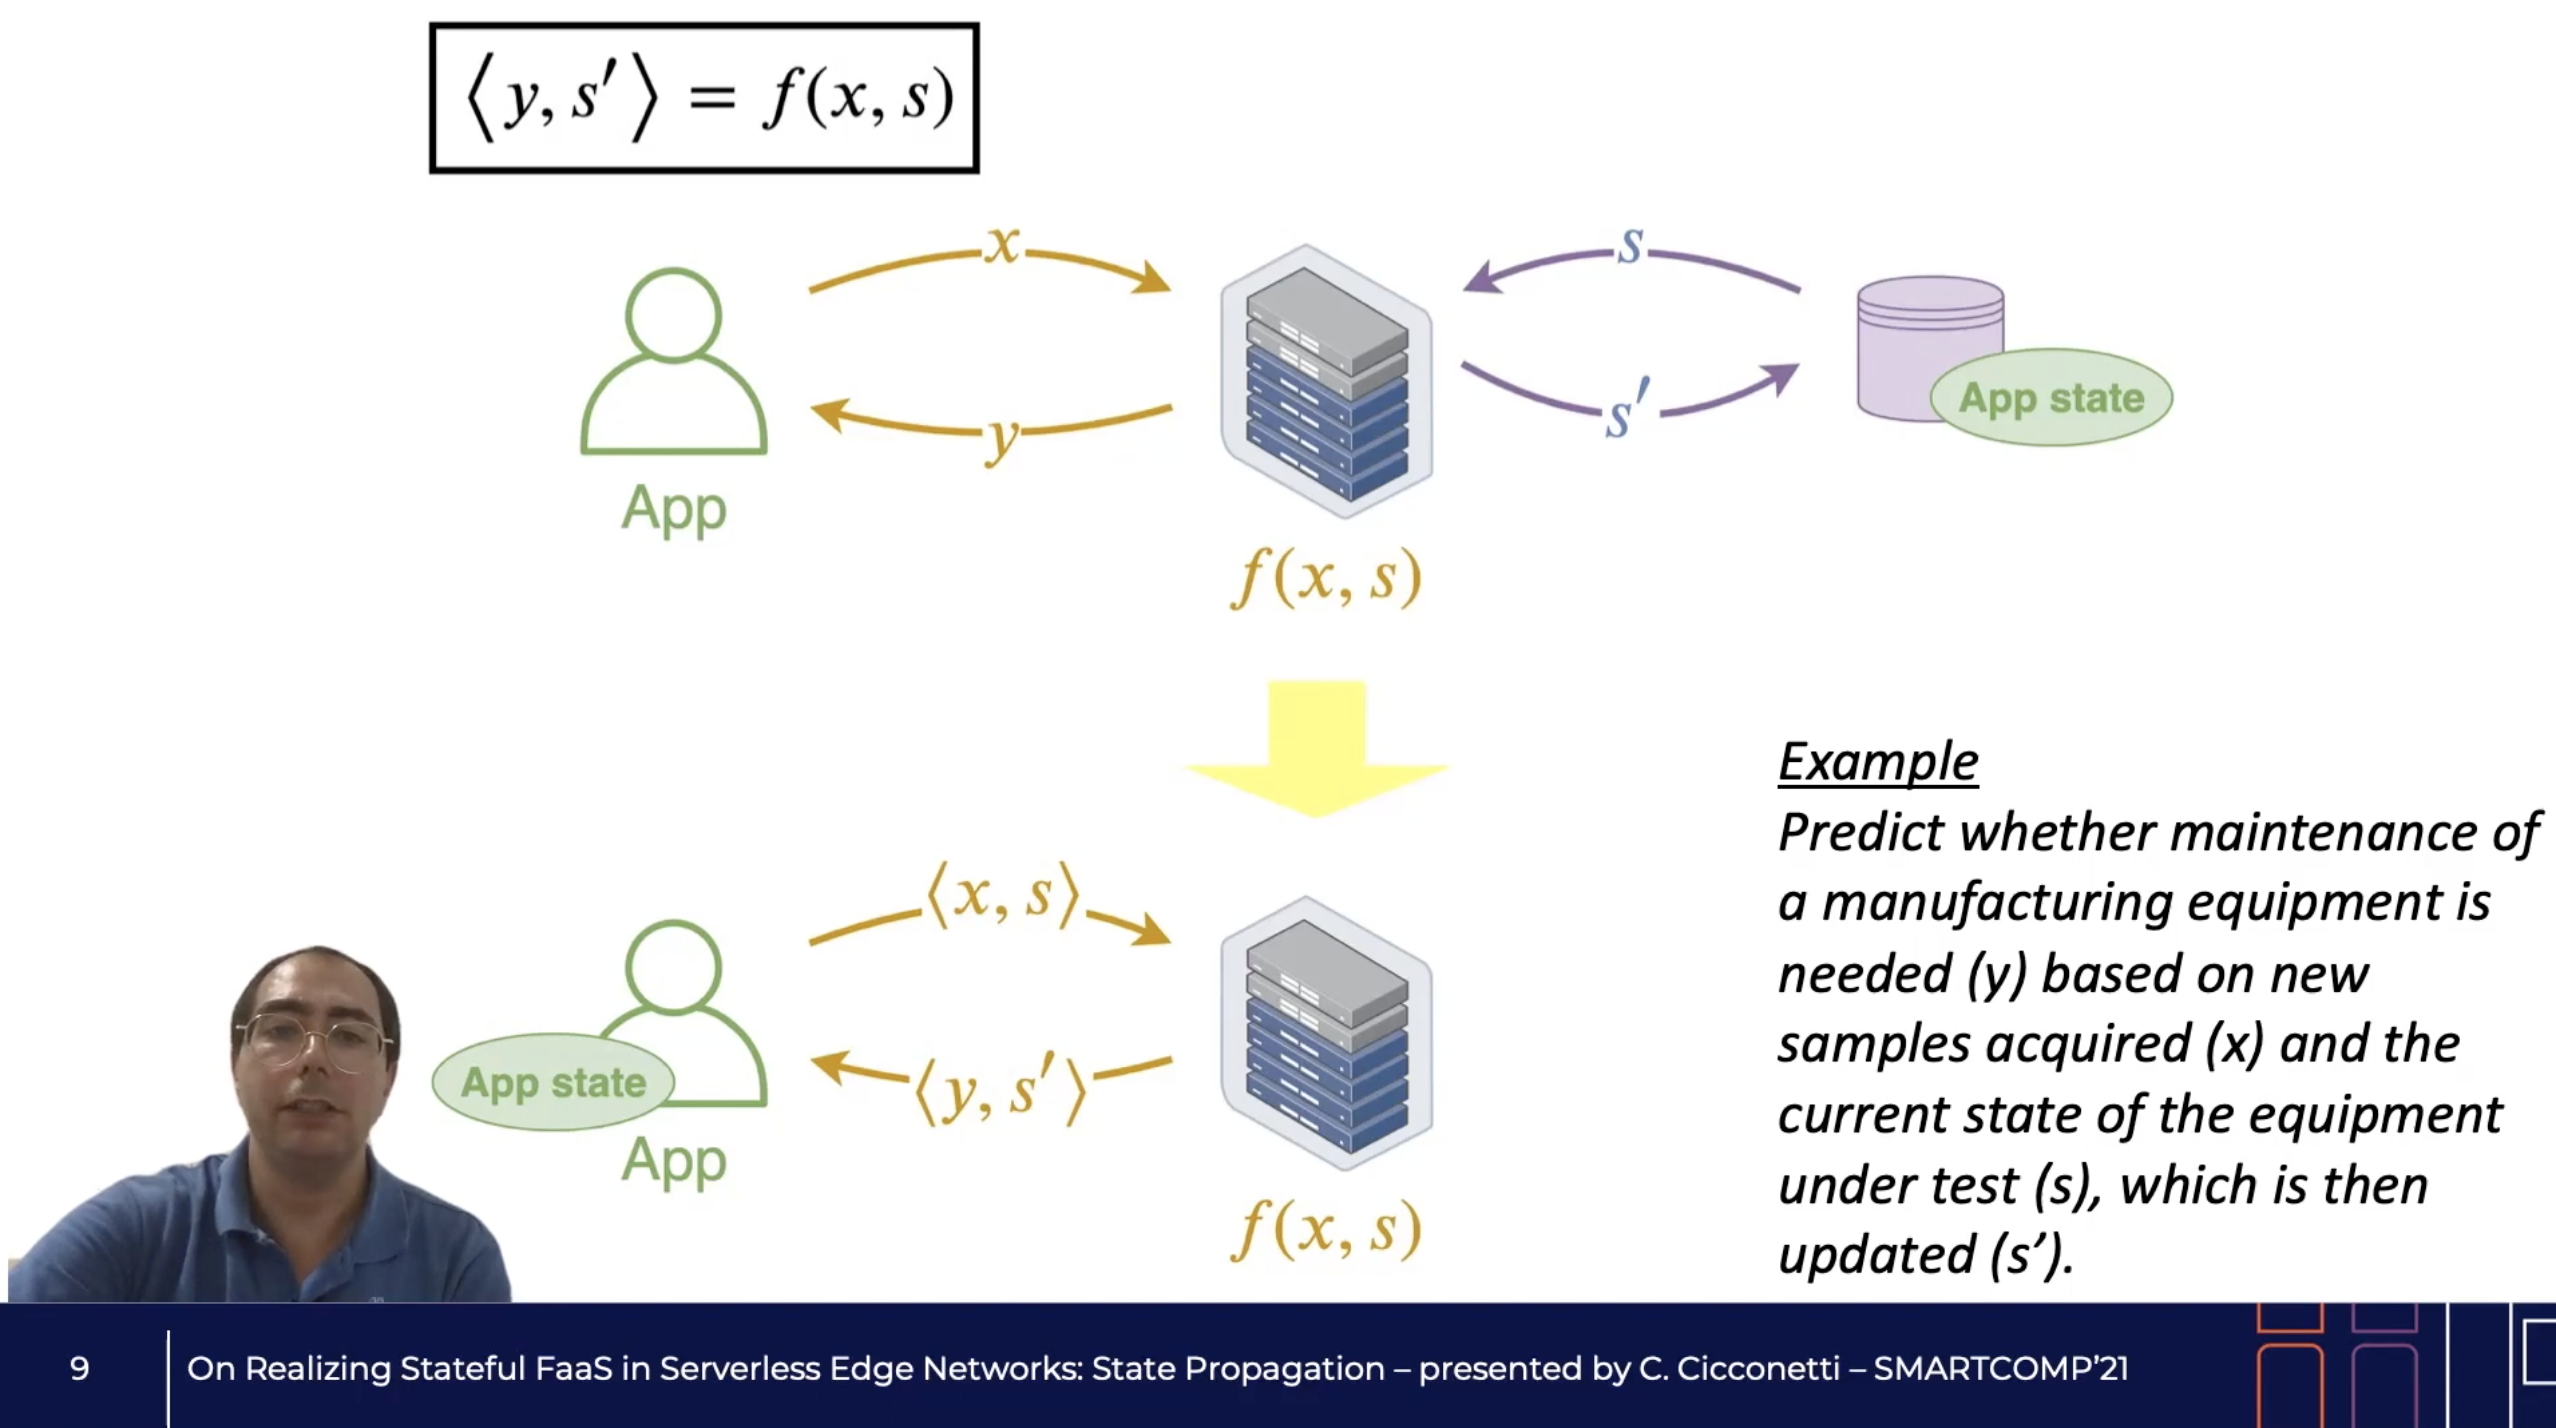 ⟨y, s′⟩ = f(x, s)
x
s
y
s′
App state
App
f(x, s)
⟨x, s⟩
⟨y, s′⟩
App state
App
f(x, s)
Example
Predict whether maintenance of
a manufacturing equipment is
needed (y) based on new
samples acquired (x) and the
current state of the equipment
under test (s), which is then
updated (s’).
9
On Realizing Stateful FaaS in Serverless Edge Networks: State Propagation – presented by C. Cicconetti – SMARTCOMP’21